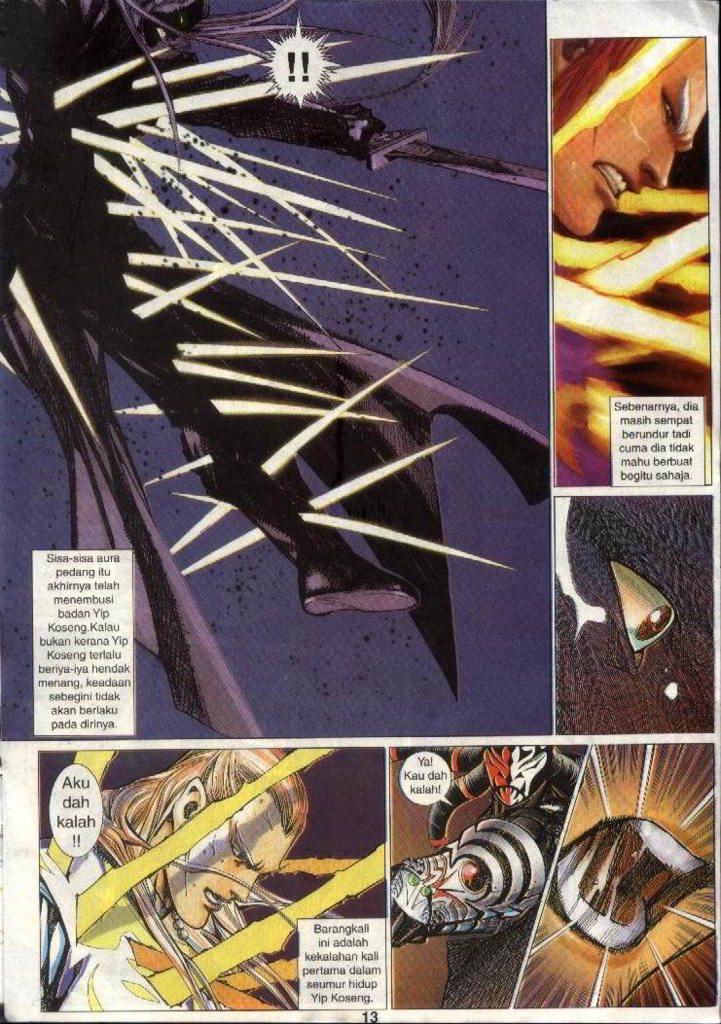 !!
Sebenarnya, dia
masih sempat
berundur tadi
cuma dia tidak
mahu berbuat
begitu sahaja.
Sisa-sisa aura
pedang itu
akhirnya telah
menembusi
badan Yip
Koseng.Kalau
bukan kerana Yip
Koseng terlalu
beriya-iya hendak
menang, keadaan
sebegini tidak
akan berlaku
pada dirinya.
Aku
dah
kalah
!!
Barangkali
ini adalah
kekalahan kali
pertama dalam
seumur hidup
Yip Koseng.
Ya!
Kau dah
kalah!
13